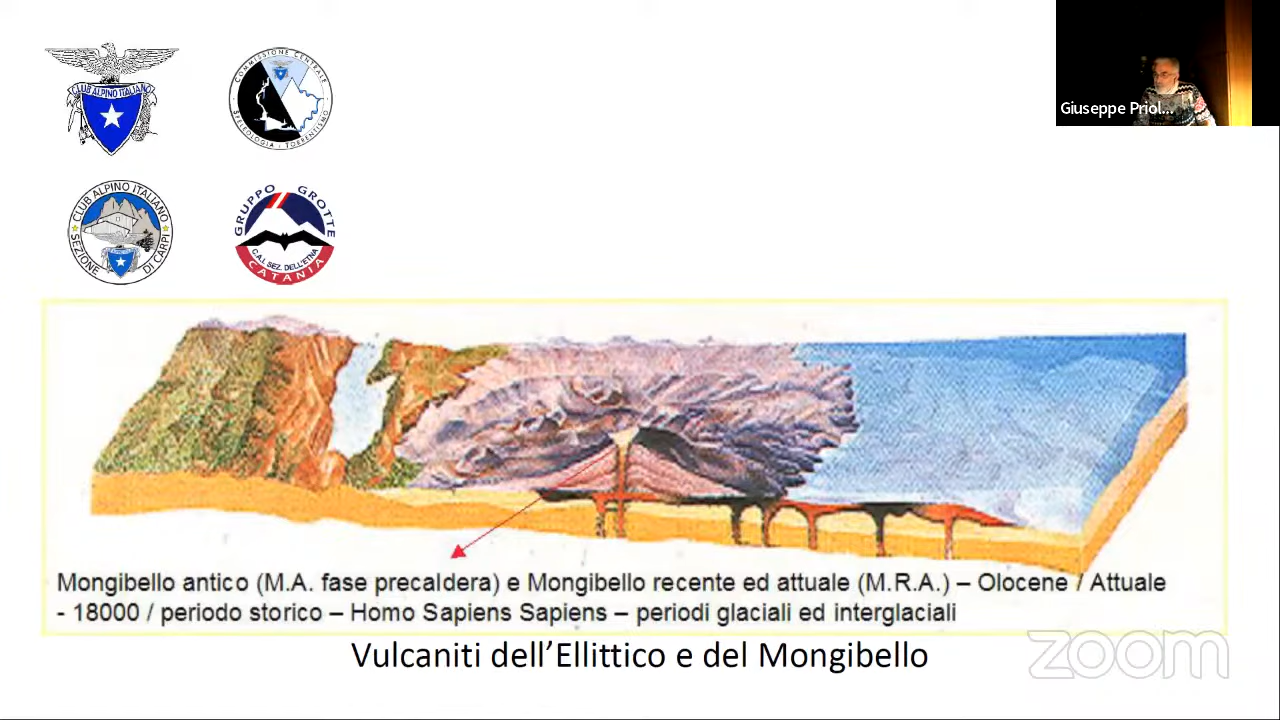 CLUB ALPINO ITALIANO
COMMISSIONE CENTRALE
SPELEOLOGIA E TORRENTISMO
CLUB ALPINO ITALIANO
SEZIONE DI CARPI
GRUPPO GROTTE
C.A.I. SEZ. DELL'ETNA
CATANIA
Giuseppe Priol...
Mongibello antico (M.A. fase precaldera) e Mongibello recente ed attuale (M.R.A.) – Olocene / Attuale
- 18000 / periodo storico – Homo Sapiens Sapiens – periodi glaciali ed interglaciali
Vulcaniti dell’Ellittico e del Mongibello
zoom